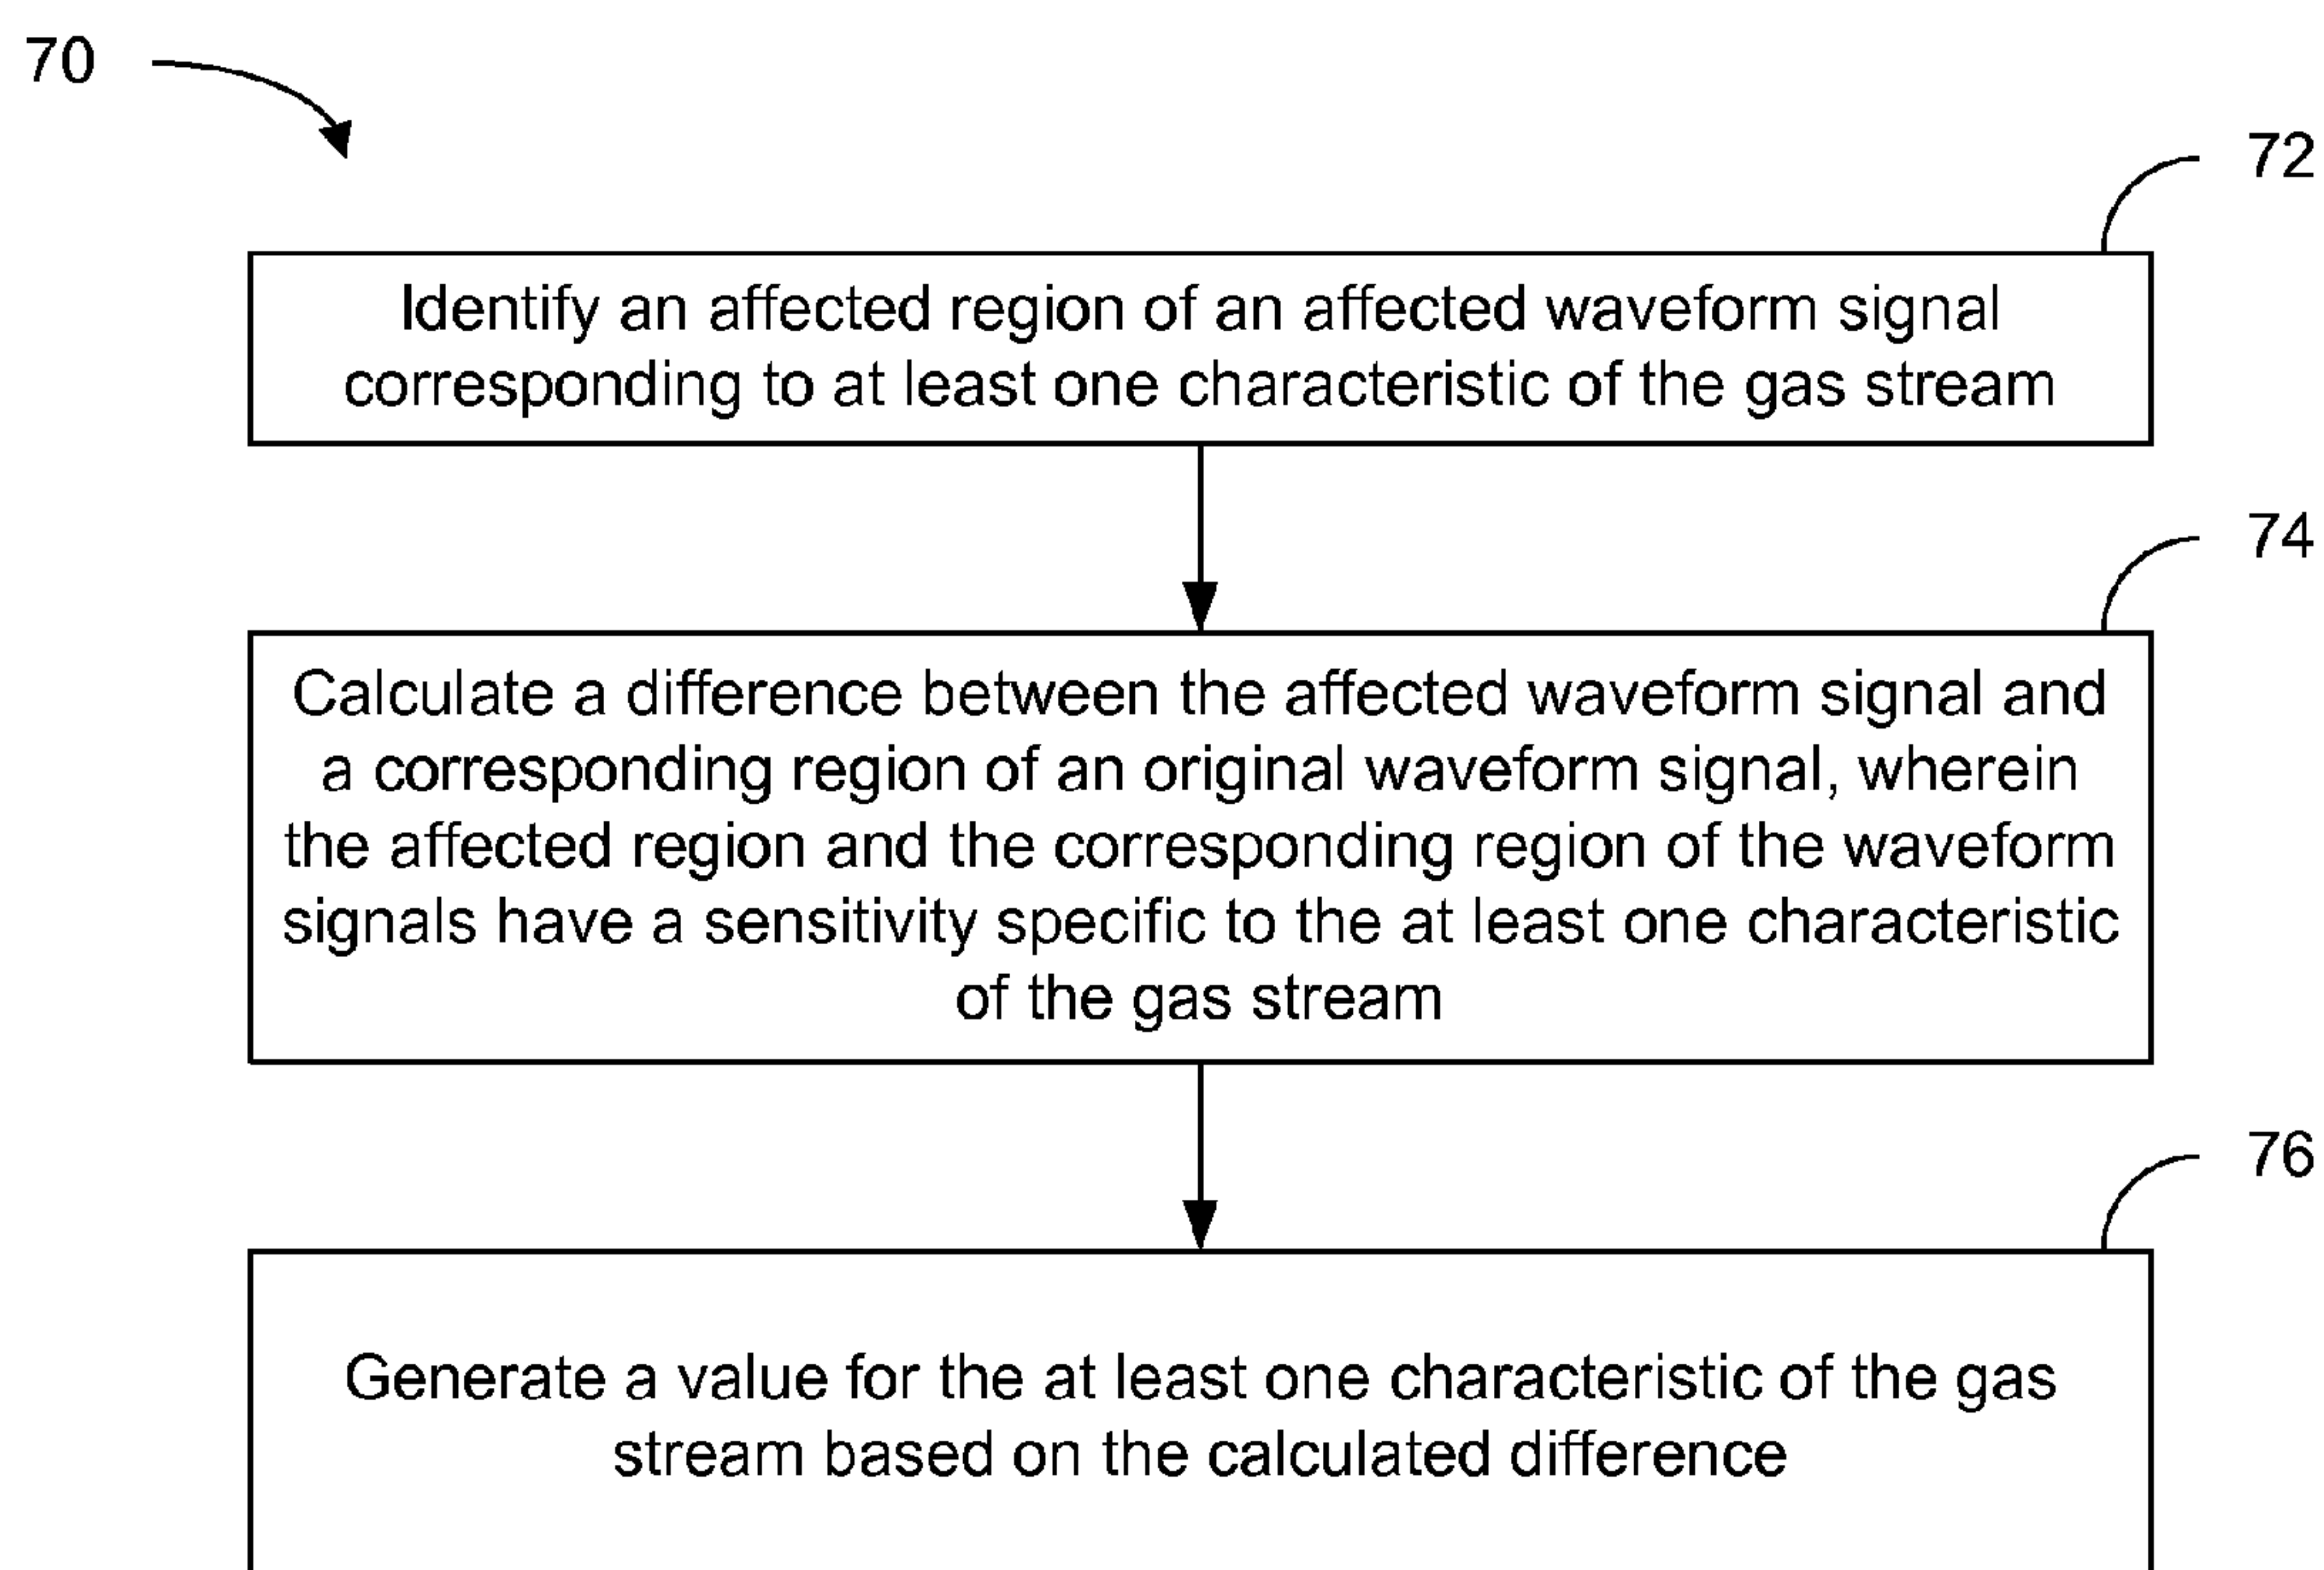 70
72
Identify an affected region of an affected waveform signal
corresponding to at least one characteristic of the gas stream
74
Calculate a difference between the affected waveform signal and
a corresponding region of an original waveform signal, wherein
the affected region and the corresponding region of the waveform
signals have a sensitivity specific to the at least one characteristic
of the gas stream
76
Generate a value for the at least one characteristic of the gas
stream based on the calculated difference